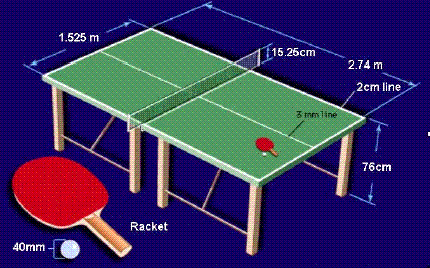 1.525 m
15.25cm
2.74 m
2cm line
3 mm line
76cm
Racket
40mm